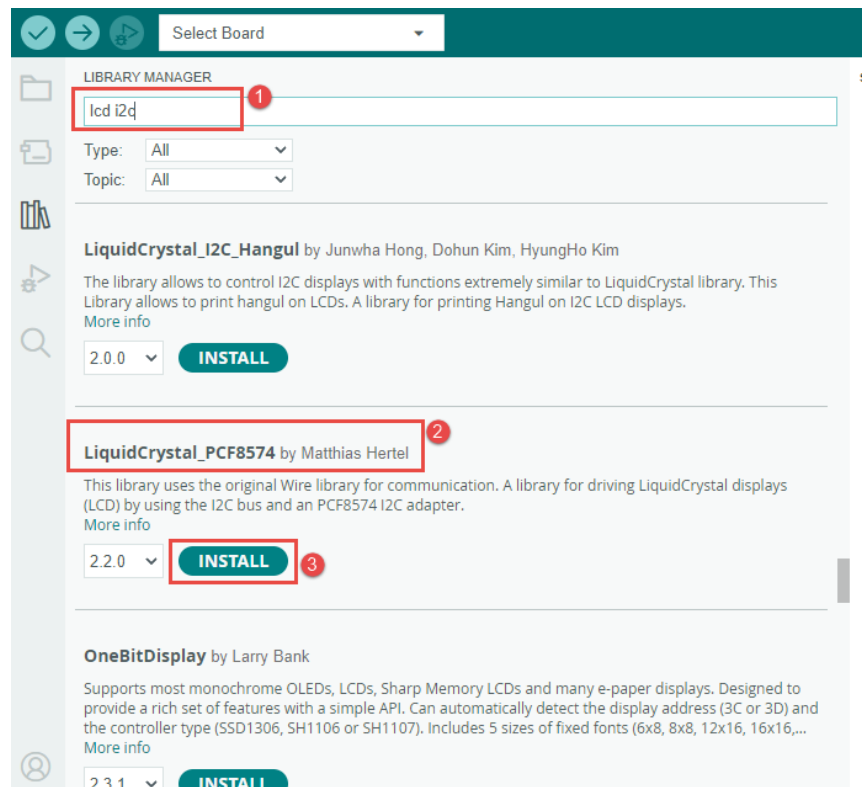 Select Board
LIBRARY MANAGER
1
lcd i2c
Type: All
Topic: All
LiquidCrystal_I2C_Hangul by Junwha Hong, Dohun Kim, HyungHo Kim
The library allows to control I2C displays with functions extremely similar to LiquidCrystal library. This
Library allows to print hangul on LCDs. A library for printing Hangul on I2C LCD displays.
More info
2.0.0 INSTALL
2
LiquidCrystal_PCF8574 by Matthias Hertel
This library uses the original Wire library for communication. A library for driving LiquidCrystal displays
(LCD) by using the I2C bus and an PCF8574 I2C adapter.
More info
2.2.0 INSTALL 3
OneBitDisplay by Larry Bank
Supports most monochrome OLEDs, LCDs, Sharp Memory LCDs and many e-paper displays. Designed to
provide a rich set of features with a simple API. Can automatically detect the display address (3C or 3D) and
the controller type (SSD1306, SH1106 or SH1107). Includes 5 sizes of fixed fonts (6x8, 8x8, 12x16, 16x16,...
More info
2.3.1 INSTALL